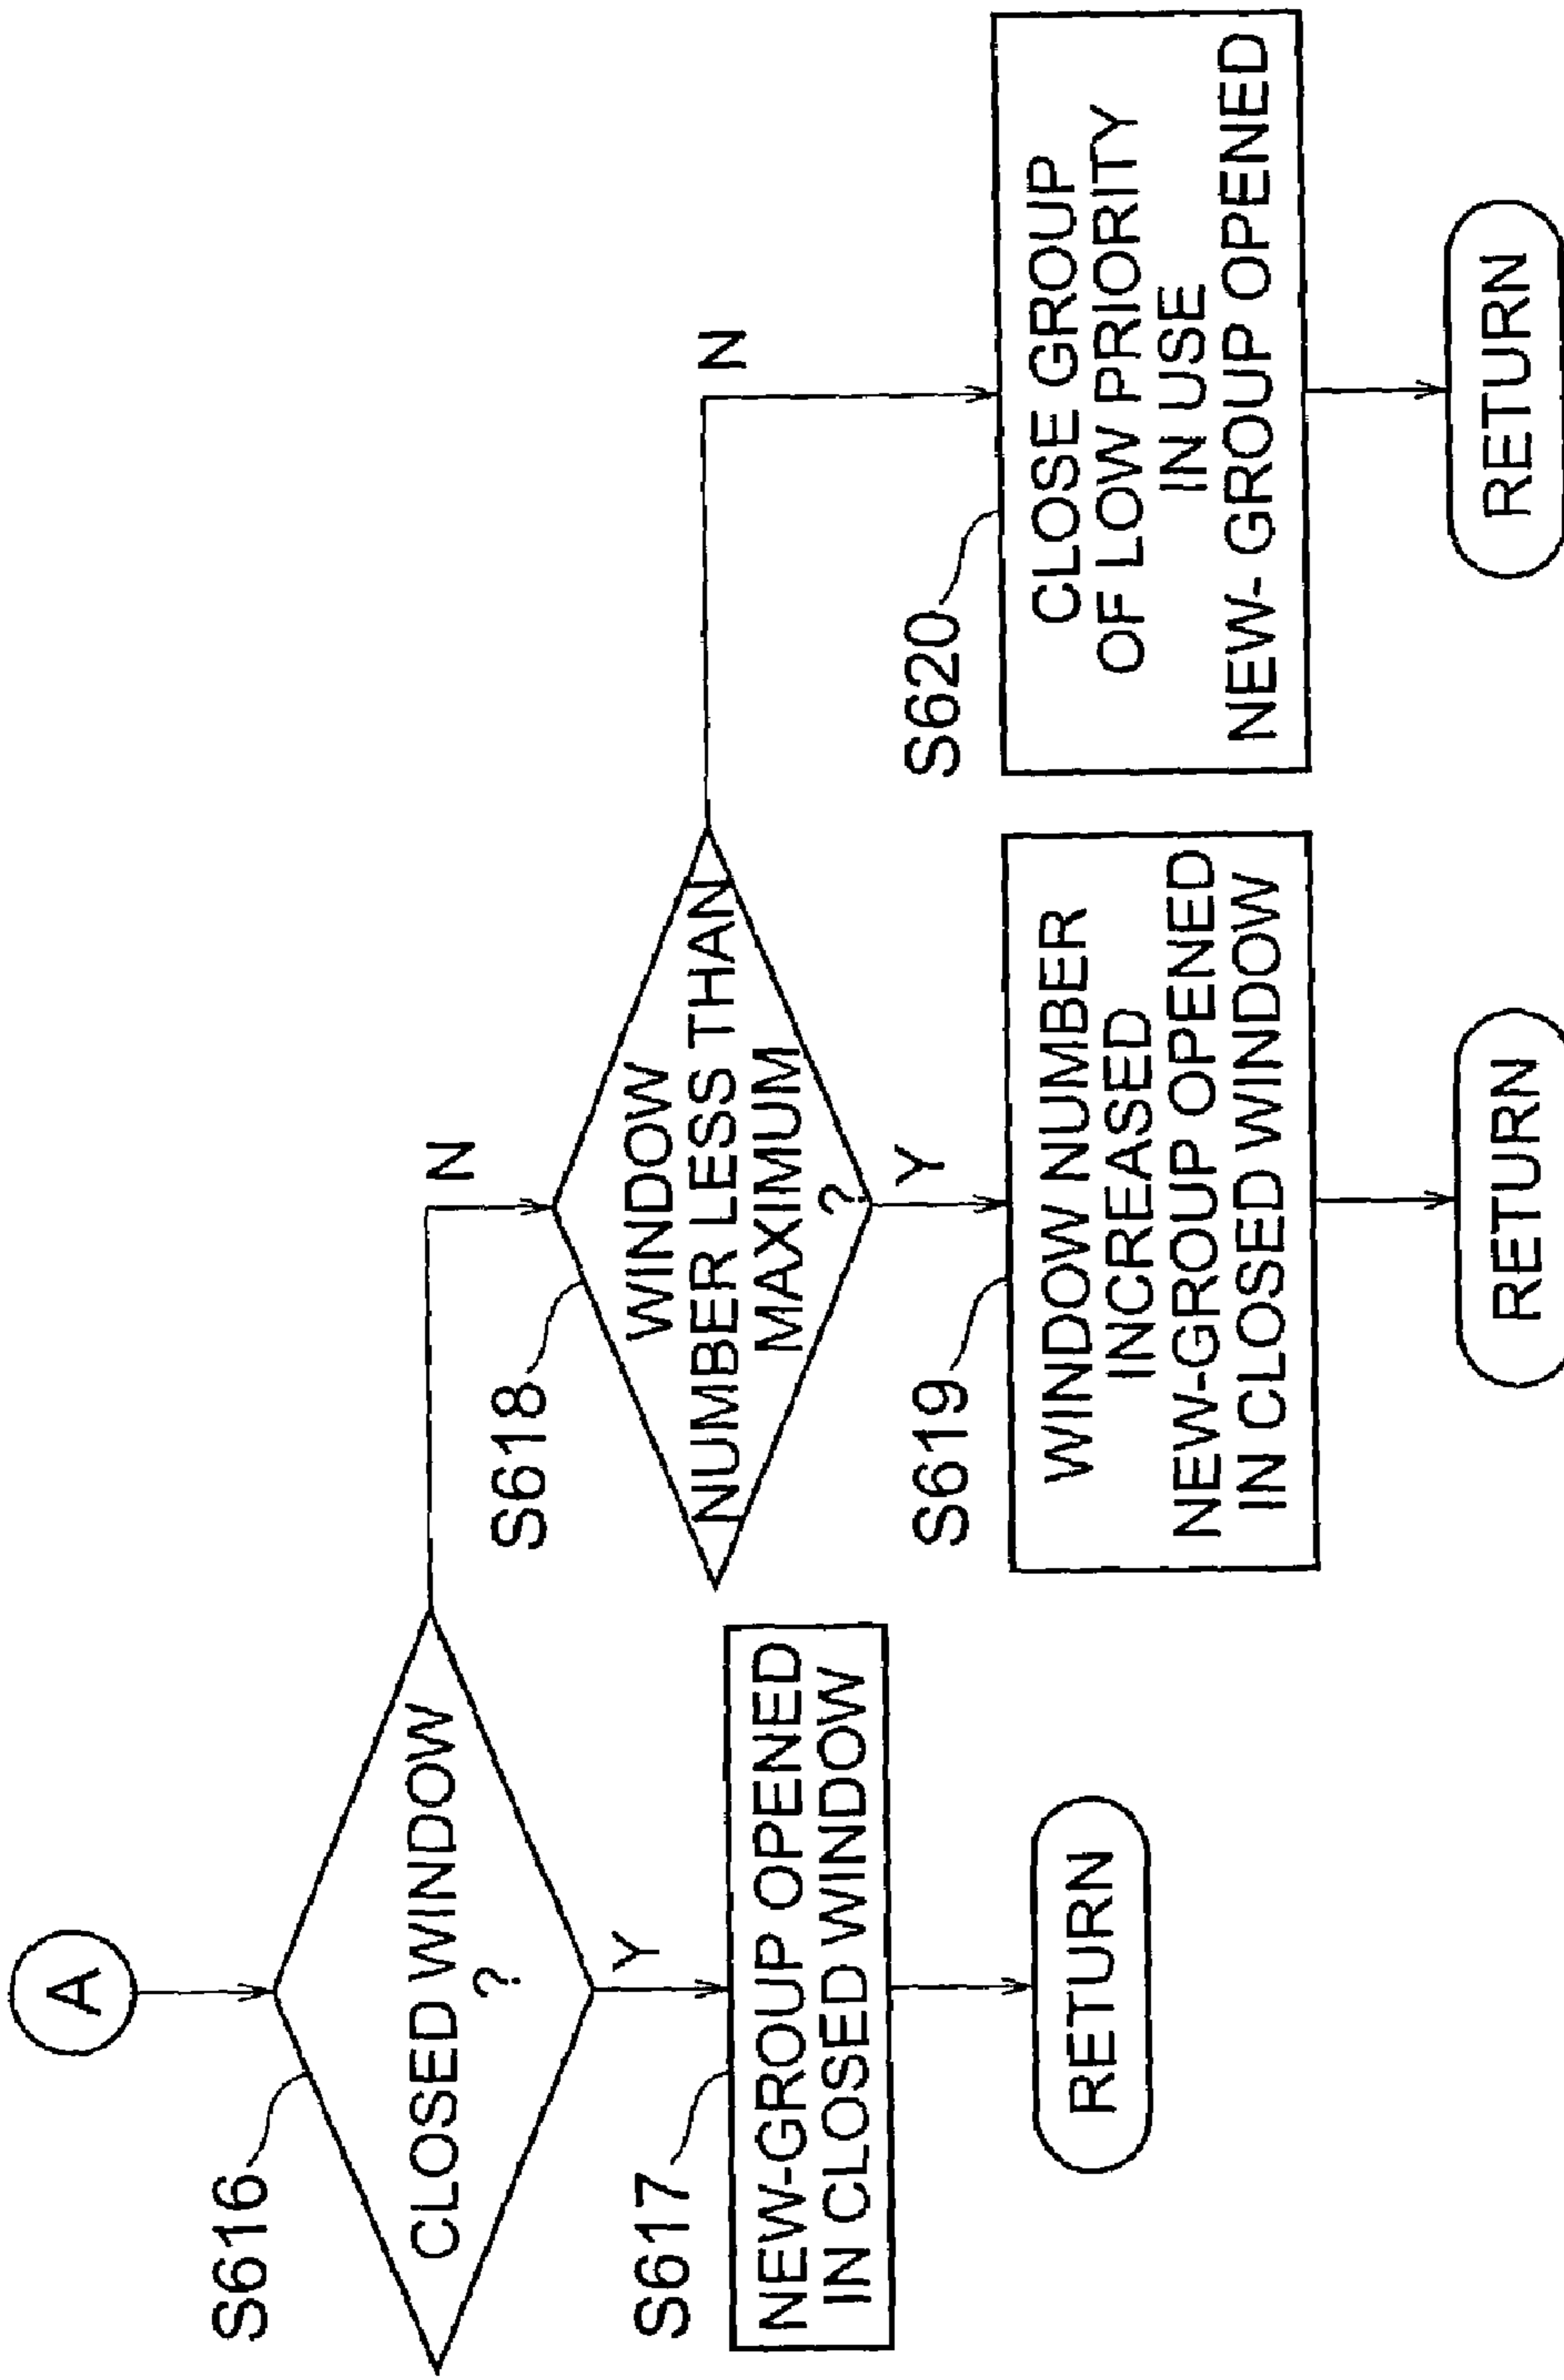 A
S616
CLOSED WINDOW
?
N
Y
S617
NEW-GROUP OPENED
IN CLOSED WINDOW
RETURN
S618
WINDOW
NUMBER LESS THAN
MAXIMUM
?
N
Y
S619
WINDOW NUMBER
INCREASED
NEW-GROUP OPENED
IN CLOSED WINDOW
RETURN
S620
CLOSE GROUP
OF LOW PRIORITY
IN USE
NEW- GROUP OPENED
RETURN